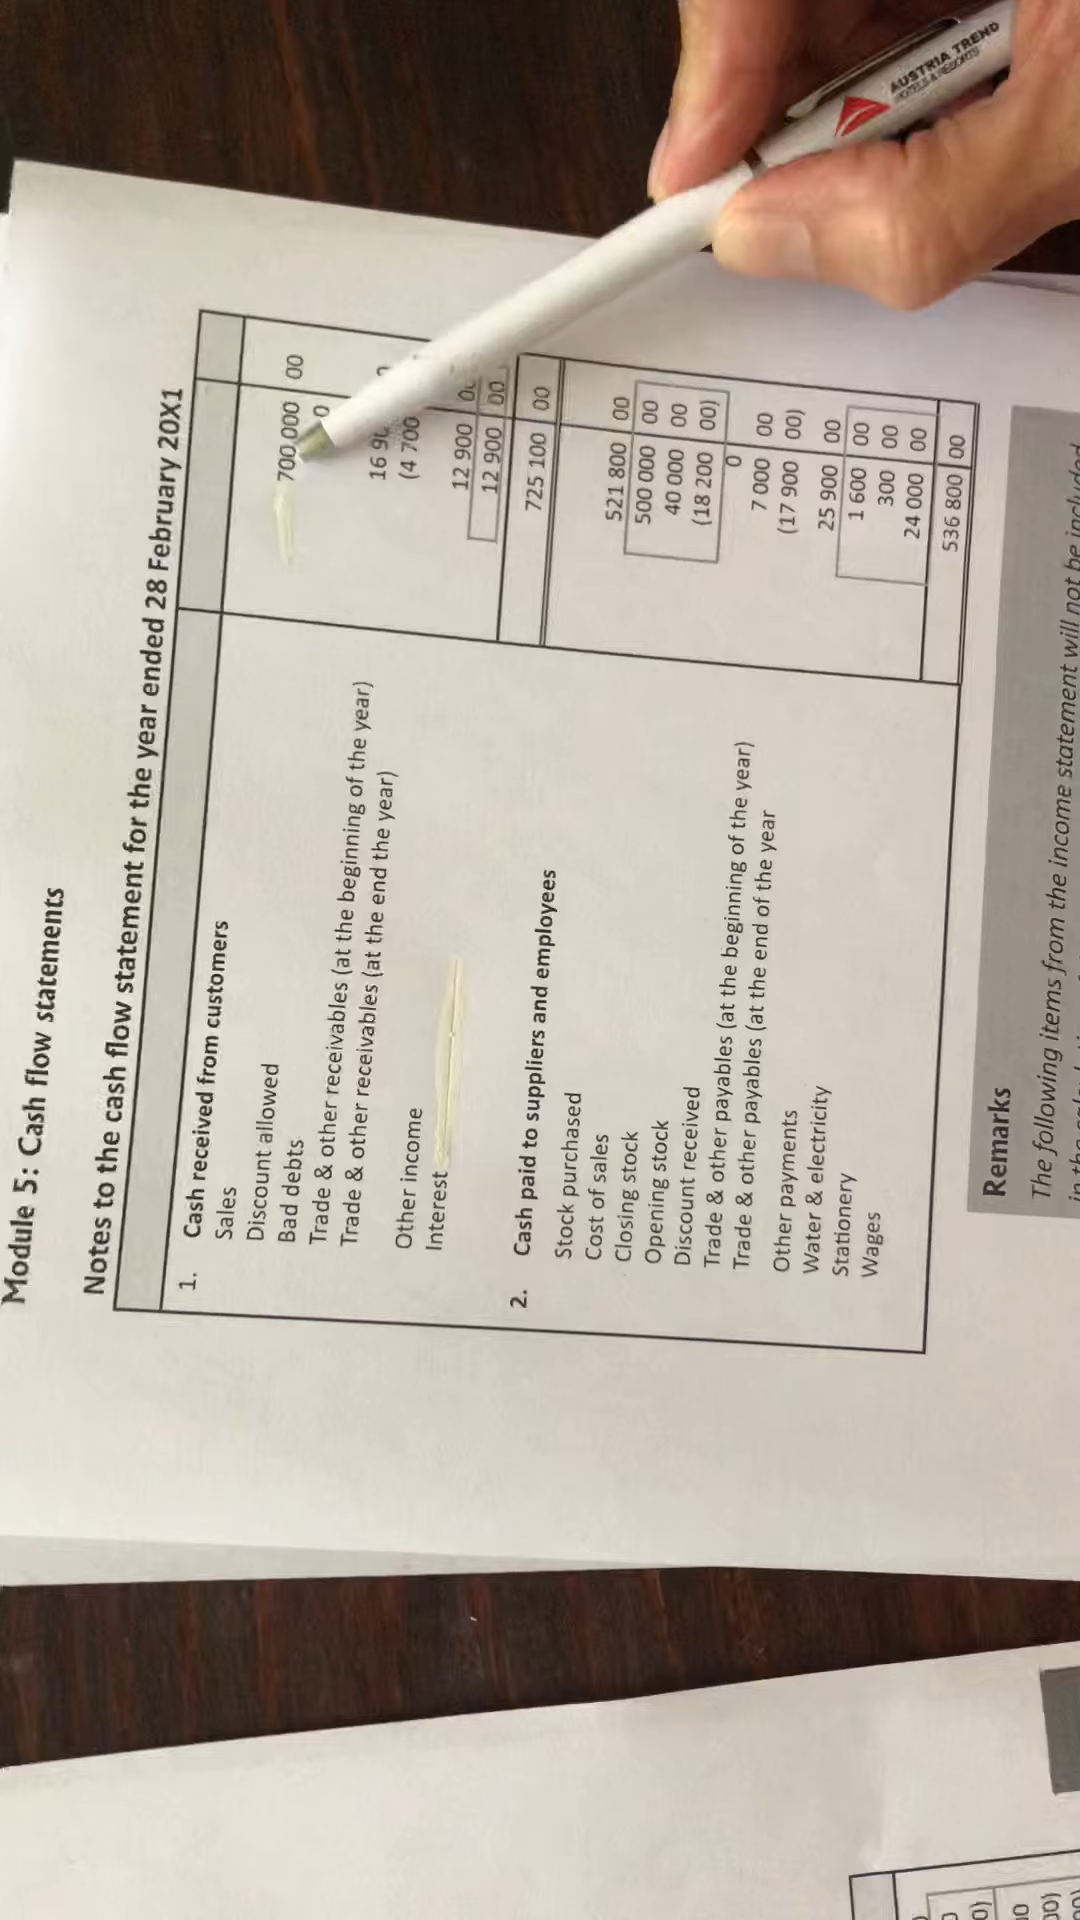 Module 5: Cash flow statements
Notes to the cash flow statement for the year ended 28 February 20X1
1. Cash received from customers
Sales 700 000 00
Discount allowed 0
Bad debts
Trade & other receivables (at the beginning of the year) 16
Trade & other receivables (at the end the year) (4 700
Other income 12 900
Interest 12 900 00
725 100 00
2. Cash paid to suppliers and employees
Stock purchased 521 800 00
Cost of sales 500 000 00
Closing stock 40 000 00
Opening stock (18 200 00)
Discount received 0
Trade & other payables (at the beginning of the year) 7 000 00
Trade & other payables (at the end of the year (17 900 00)
Other payments 25 900 00
Water & electricity 1 600 00
Stationery 300 00
Wages 24 000 00
536 800 00
Remarks
The following items from the income statement will not be included
AUSTRIA TREND
HOTELS & RESORTS